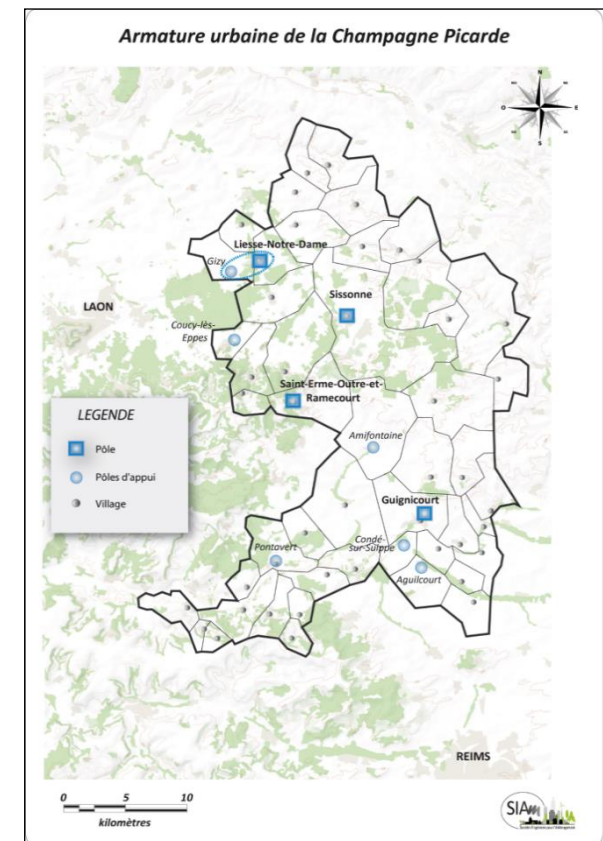 Armature urbaine de la Champagne Picarde
N
O
E
S
Liesse-Notre-Dame
Gizy
Sissonne
LAON
Coucy-lès-
Eppes
Saint-Erme-Outre-et-
Ramecourt
LEGENDE
Pôle
Pôles d'appui
Village
Amifontaine
Guignicourt
Condé-
sur-Suippe
Pontavert
Aguilcourt
REIMS
0
5
10
kilomètres
SIAm